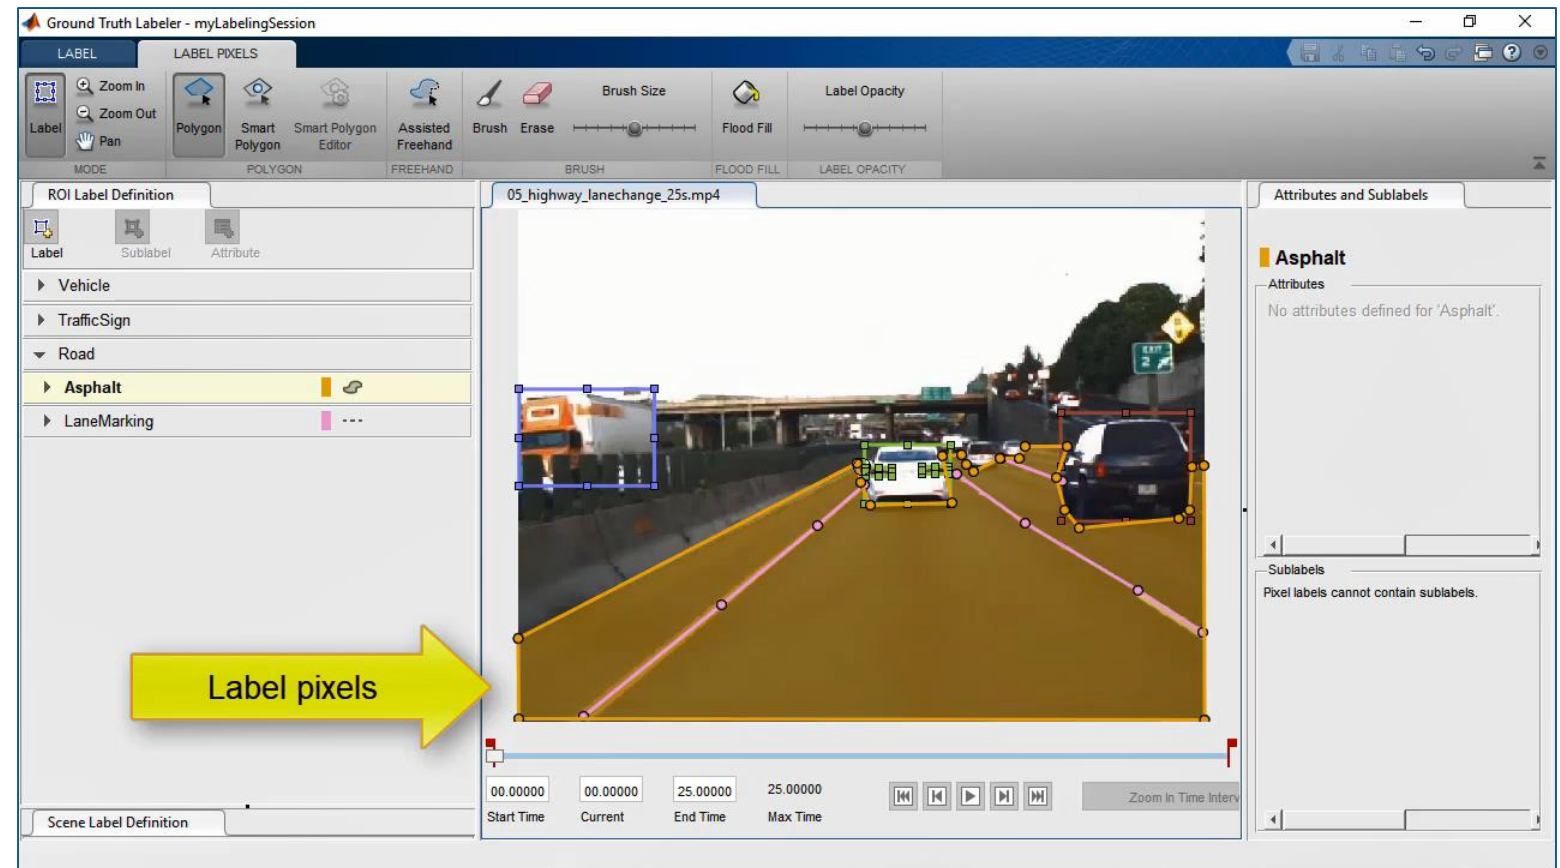 Ground Truth Labeler - myLabelingSession
LABEL
LABEL PIXELS
Label
Zoom In
Zoom Out
Pan
MODE
Polygon
Smart Polygon
Smart Polygon Editor
POLYGON
Assisted Freehand
FREEHAND
Brush
Erase
Brush Size
BRUSH
Flood Fill
FLOOD FILL
Label Opacity
LABEL OPACITY
ROI Label Definition
Label
Sublabel
Attribute
Vehicle
TrafficSign
Road
Asphalt
LaneMarking
Label pixels
Scene Label Definition
05_highway_lanechange_25s.mp4
EXIT
2
00.00000
00.00000
25.00000
25.00000
Start Time
Current
End Time
Max Time
Zoom In Time Interv
Attributes and Sublabels
Asphalt
Attributes
No attributes defined for 'Asphalt'.
Sublabels
Pixel labels cannot contain sublabels.